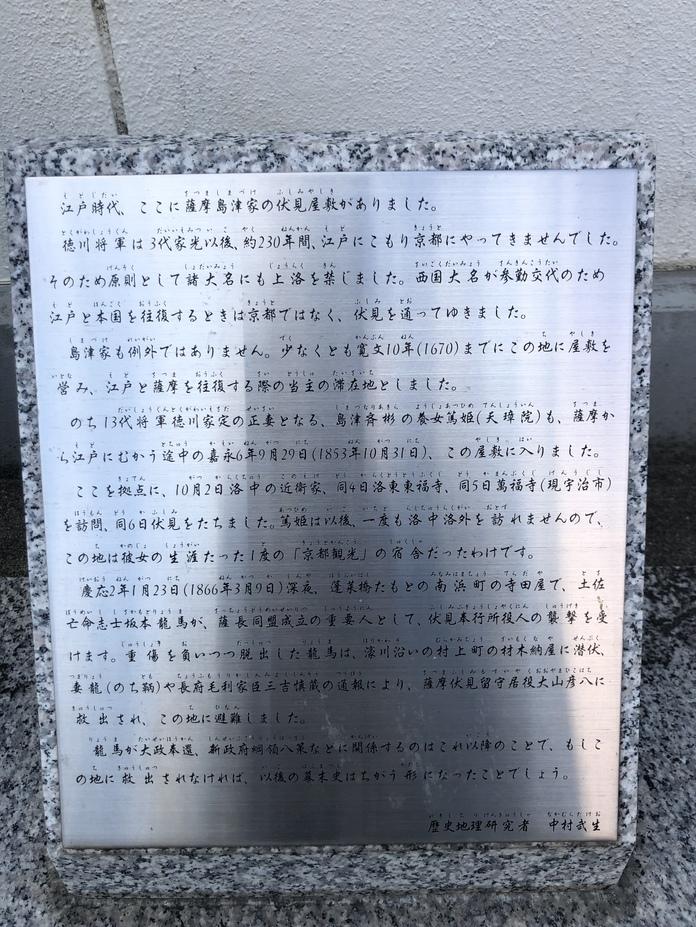 江戸時代、ここに薩摩島津家の伏見屋敷がありました。
徳川将軍は3代家光以後、約230年間、江戸にこもり京都にやってきませんでした。
そのため原則として諸大名にも上洛を禁じました。西国大名が参勤交代のため
江戸と本国を往復するときは京都ではなく、伏見を通ってゆきました。
島津家も例外ではありません。少なくとも寛文10年(1670)までにこの地に屋敷を
営み、江戸と薩摩を往復する際の当主の滞在地としました。
のち13代将軍徳川家定の正妻となる、島津斉彬の養女篤姫(天璋院)も、薩摩か
ら江戸にむかう途中の嘉永6年9月29日(1853年10月31日)、この屋敷に入りました。
ここを拠点に、10月2日洛中の近衛家、同4日洛東東福寺、同5日萬福寺(現宇治市)
を訪問、同6日伏見をたちました。篤姫は以後、一度も洛中洛外を訪れませんので、
この地は彼女の生涯たった1度の「京都観光」の宿舎だったわけです。
慶応2年1月23日(1866年3月9日)深夜、蓬莱橋たもとの南浜町の寺田屋で、土佐
亡命志士坂本龍馬が、薩長同盟成立の重要人として、伏見奉行所役人の襲撃を受
けます。重傷を負いつつ脱出した龍馬は、濠川沿いの村上町の材木納屋に潜伏、
妻龍(のち鞆)や長府毛利家臣三吉慎蔵の通報により、薩摩伏見留守居役大山彦八に
救出され、この地に避難しました。
龍馬が大政奉還、新政府綱領八策などに関係するのはこれ以降のことで、もしこ
の地に救出されなければ、以後の幕末史はちがう形になったことでしょう。
歴史地理研究者 中村武生